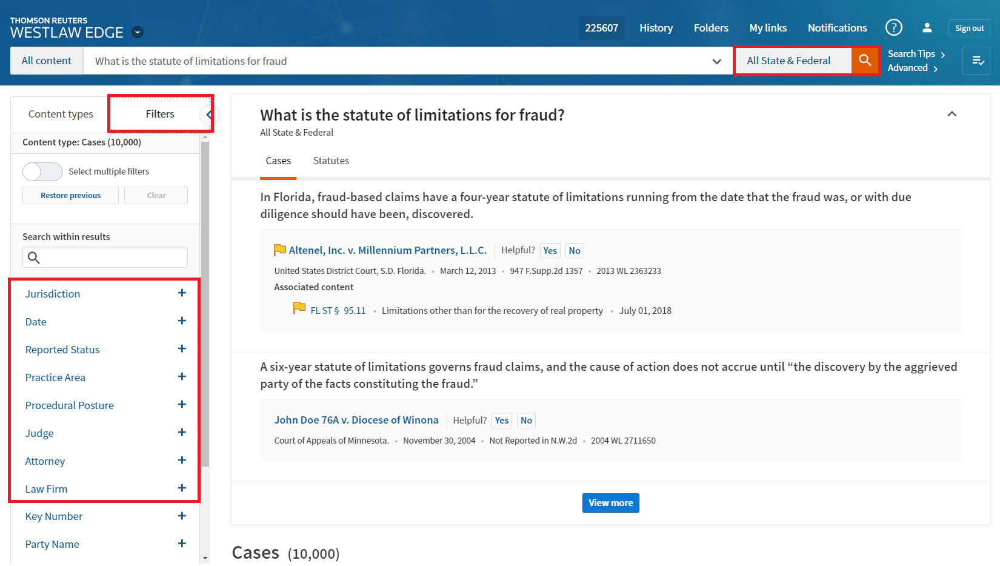 THOMSON REUTERS
WESTLAW EDGE
225607 History Folders My links Notifications ? Sign out
All content What is the statute of limitations for fraud All State & Federal Search Tips
Advanced
Content types Filters
Content type: Cases (10,000)
Select multiple filters
Restore previous Clear
Search within results
Jurisdiction +
Date +
Reported Status +
Practice Area +
Procedural Posture +
Judge +
Attorney +
Law Firm +
Key Number +
Party Name +
What is the statute of limitations for fraud?
All State & Federal
Cases Statutes
In Florida, fraud-based claims have a four-year statute of limitations running from the date that the fraud was, or with due
diligence should have been, discovered.
Altenel, Inc. v. Millennium Partners, L.L.C. Helpful? Yes No
United States District Court, S.D. Florida. • March 12, 2013 • 947 F.Supp.2d 1357 • 2013 WL 2363233
Associated content
FL ST § 95.11 • Limitations other than for the recovery of real property • July 01, 2018
A six-year statute of limitations governs fraud claims, and the cause of action does not accrue until “the discovery by the aggrieved
party of the facts constituting the fraud.”
John Doe 76A v. Diocese of Winona Helpful? Yes No
Court of Appeals of Minnesota. • November 30, 2004 • Not Reported in N.W.2d • 2004 WL 2711650
View more
Cases (10,000)